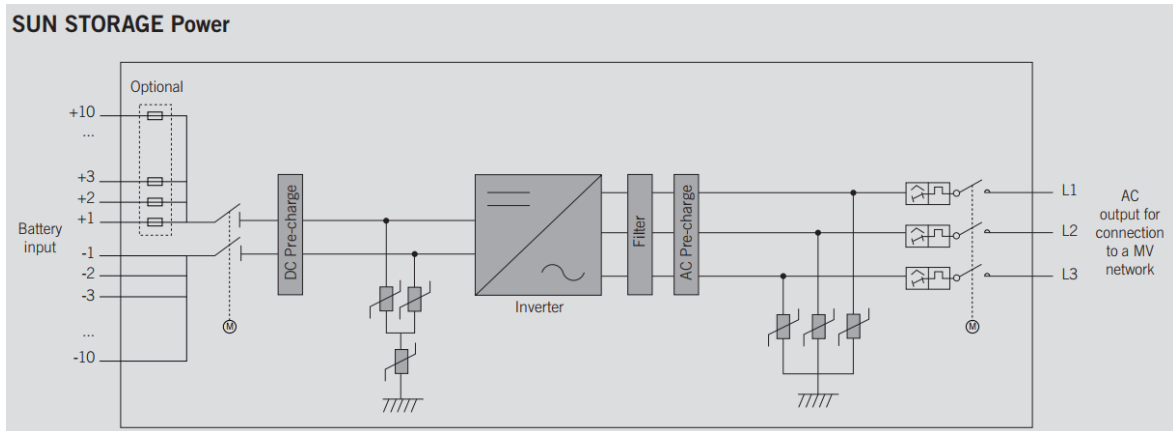 SUN STORAGE Power
Optional
+10
...
+3
+2
+1
Battery
input
-1
-2
-3
...
-10
M
DC Pre-charge
Inverter
Filter
AC Pre-charge
L1
L2
L3
M
AC
output for
connection
to a MV
network